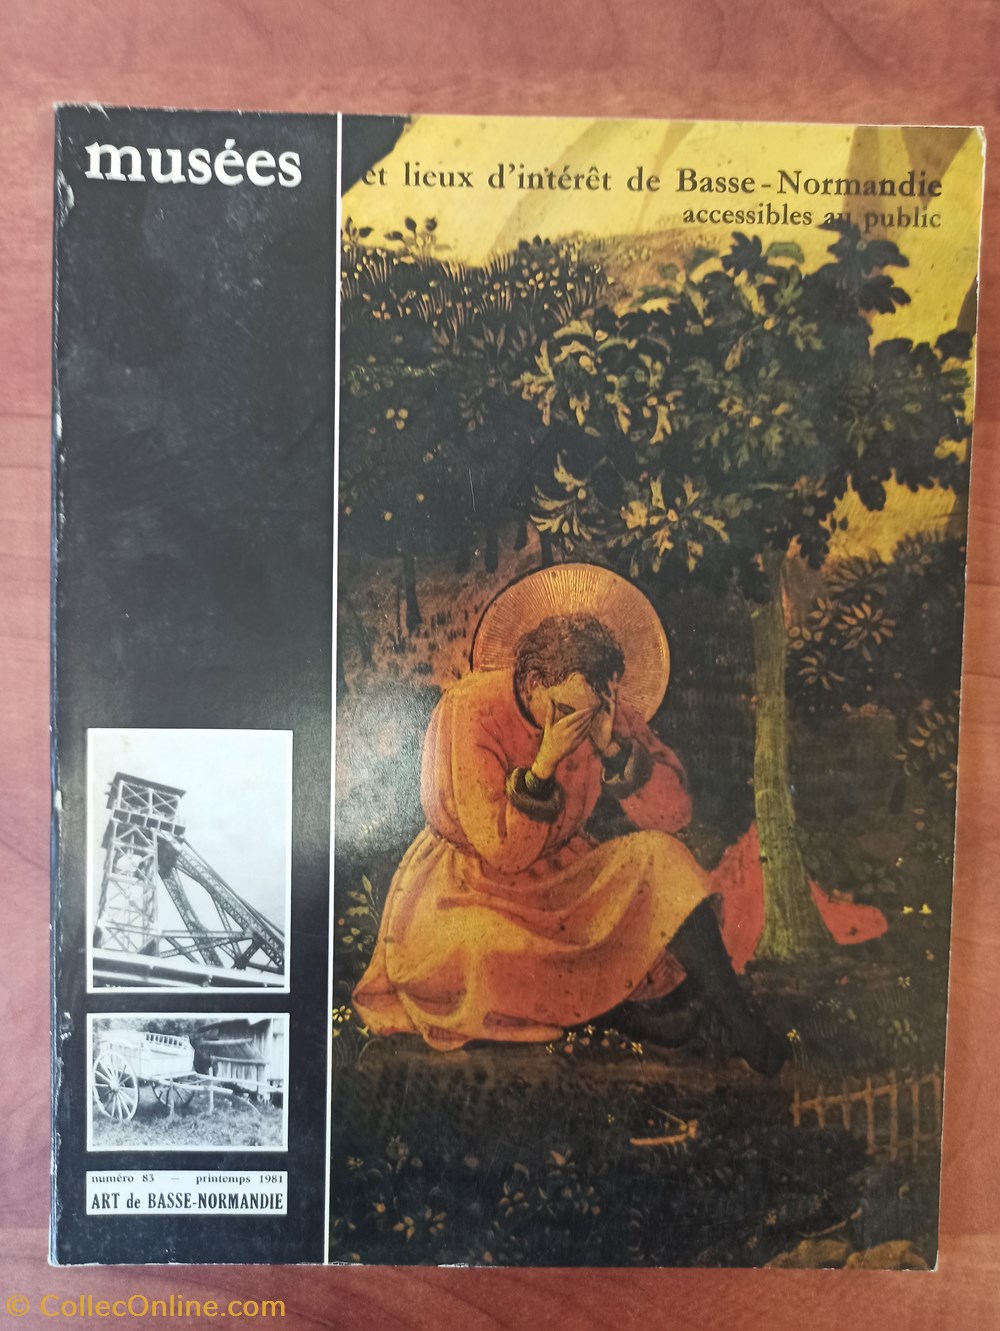 musées
et lieux d'intérêt de Basse-Normandie
accessibles au public
numéro 83 — printemps 1981
ART de BASSE-NORMANDIE
© CollecOnline.com